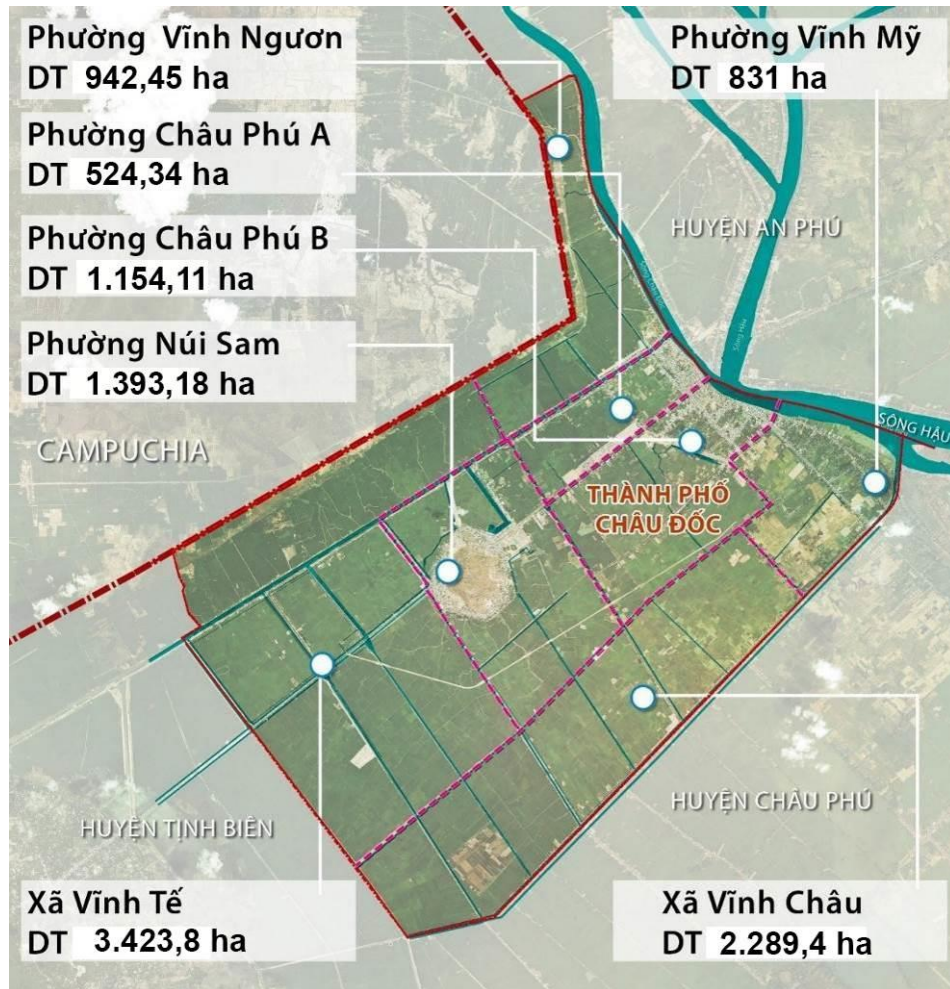 Phường Vĩnh Ngươn
DT 942,45 ha
Phường Vĩnh Mỹ
DT 831 ha
Phường Châu Phú A
DT 524,34 ha
Phường Châu Phú B
DT 1.154,11 ha
Phường Núi Sam
DT 1.393,18 ha
HUYỆN AN PHÚ
Sông Hậu
SÔNG HẬU
CAMPUCHIA
THÀNH PHỐ
CHÂU ĐỐC
HUYỆN TỊNH BIÊN
HUYỆN CHÂU PHÚ
Xã Vĩnh Tế
DT 3.423,8 ha
Xã Vĩnh Châu
DT 2.289,4 ha